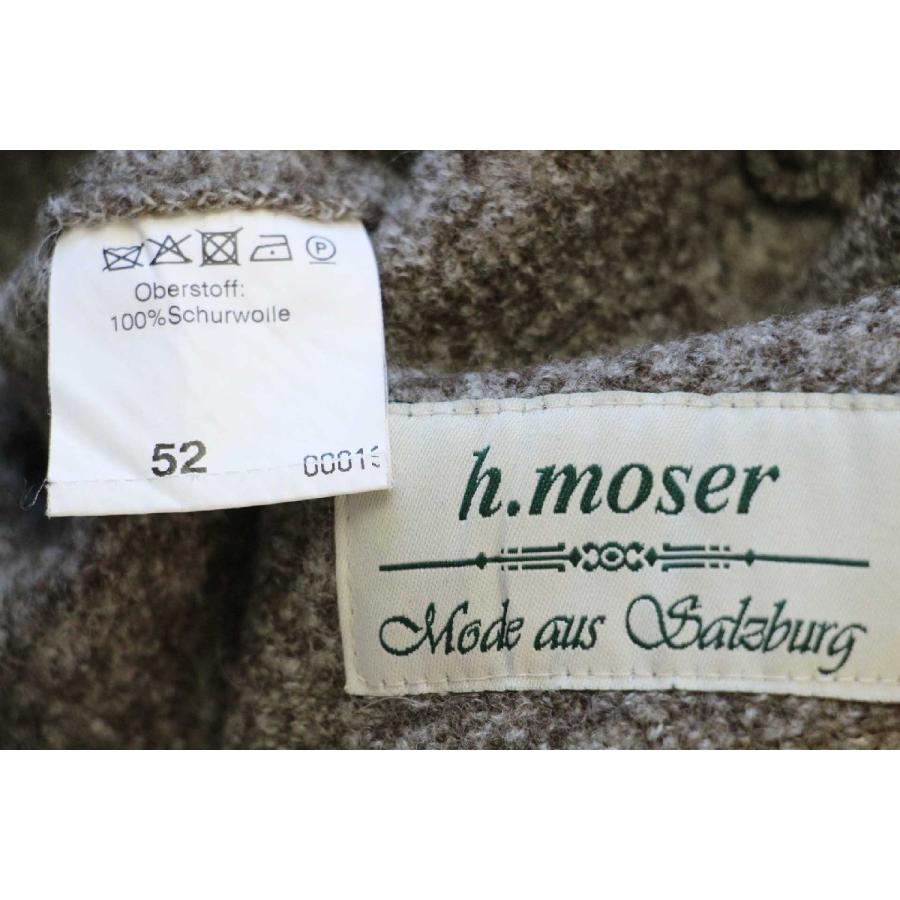 P
Oberstoff:
100%Schurwolle
52
h.moser
Mode aus Salzburg